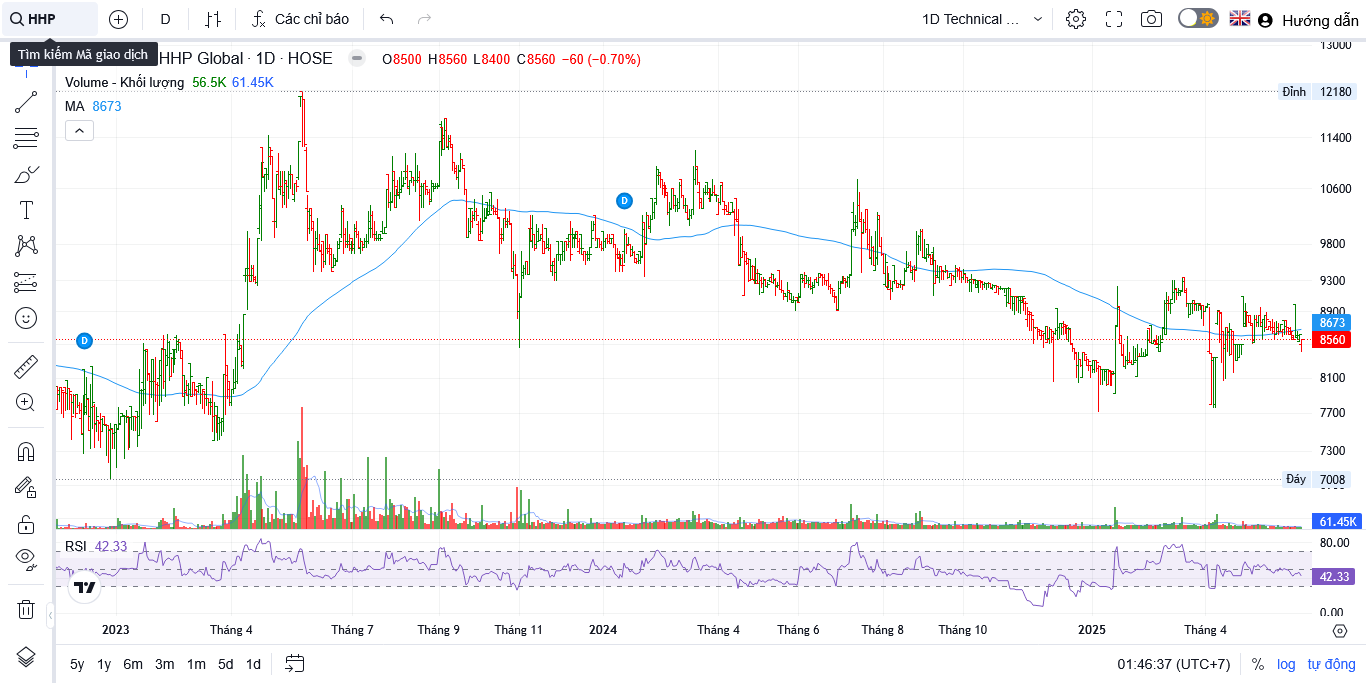 HHP D Các chỉ báo 1D Technical ... Hướng dẫn
Tìm kiếm Mã giao dịch
HHP Global · 1D · HOSE O8500 H8560 L8400 C8560 −60 (−0.70%)
Volume - Khối lượng 56.5K 61.45K
MA 8673
13000
Đỉnh 12180
11400
10600
9800
9300
8900
8673
8560
8100
7700
7300
Đáy 7008
61.45K
D
D
RSI 42.33
80.00
42.33
0.00
2023 Tháng 4 Tháng 7 Tháng 9 Tháng 11 2024 Tháng 4 Tháng 6 Tháng 8 Tháng 10 2025 Tháng 4
5y 1y 6m 3m 1m 5d 1d 01:46:37 (UTC+7) % log tự động